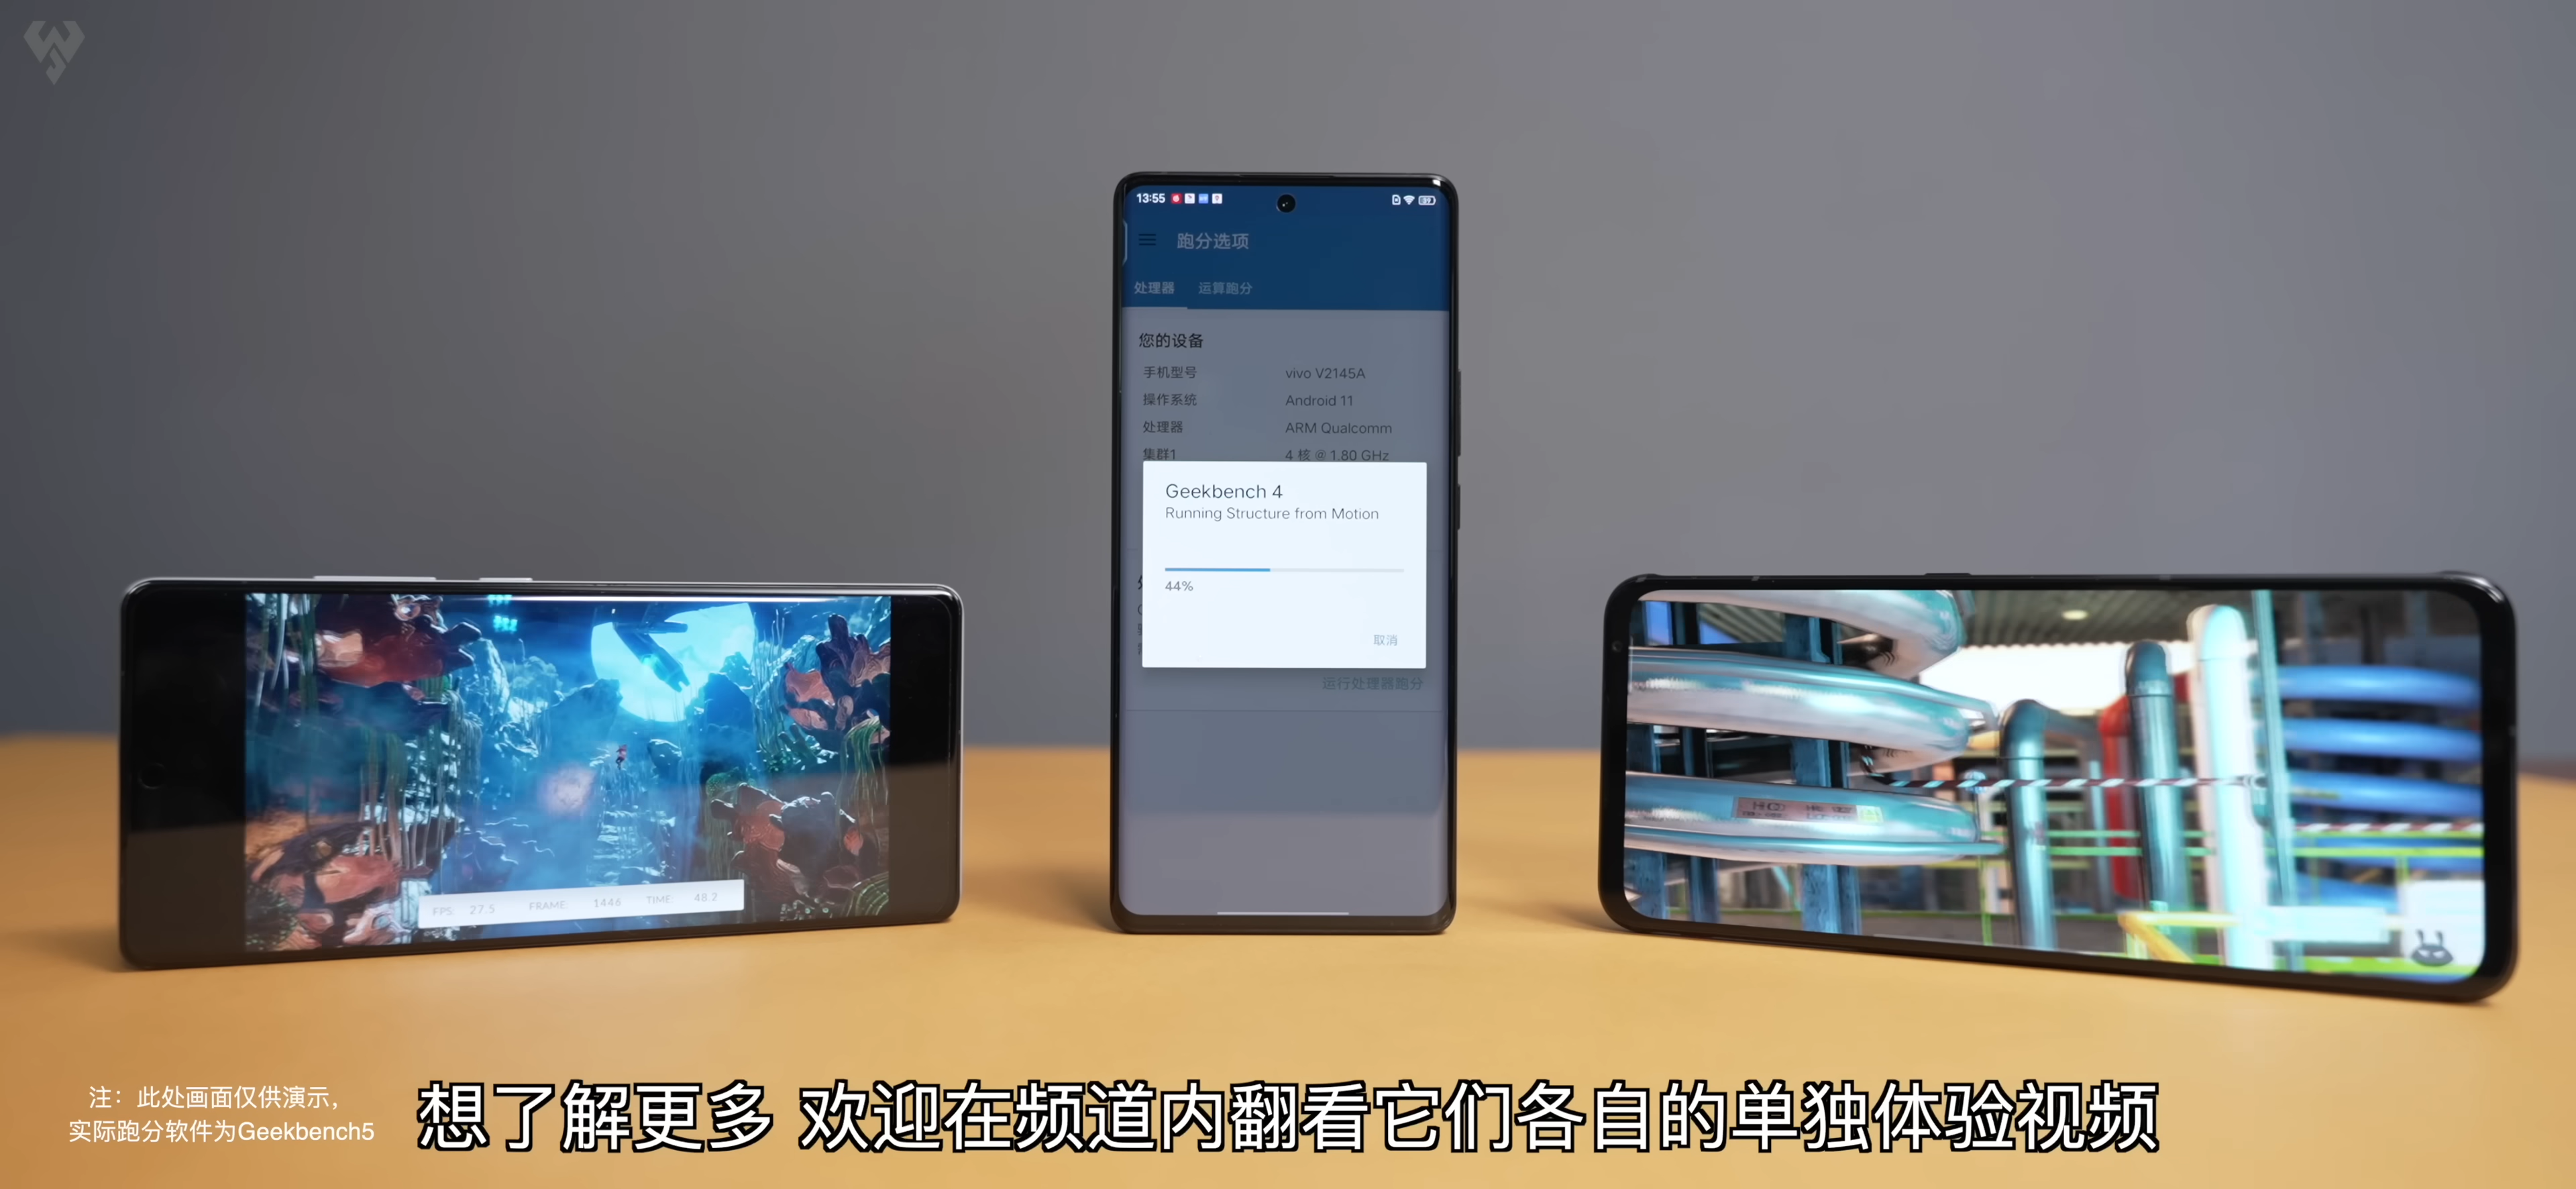 13:55
跑分选项
处理器 运算跑分
您的设备
手机型号 vivo V2145A
操作系统 Android 11
处理器 ARM Qualcomm
集群1 4 核 @ 1.80 GHz
Geekbench 4
Running Structure from Motion
44%
取消
运行处理器跑分
FPS: 27.5 FRAME: 1446 TIME: 48.2
注：此处画面仅供演示，
实际跑分软件为Geekbench5
想了解更多 欢迎在频道内翻看它们各自的单独体验视频